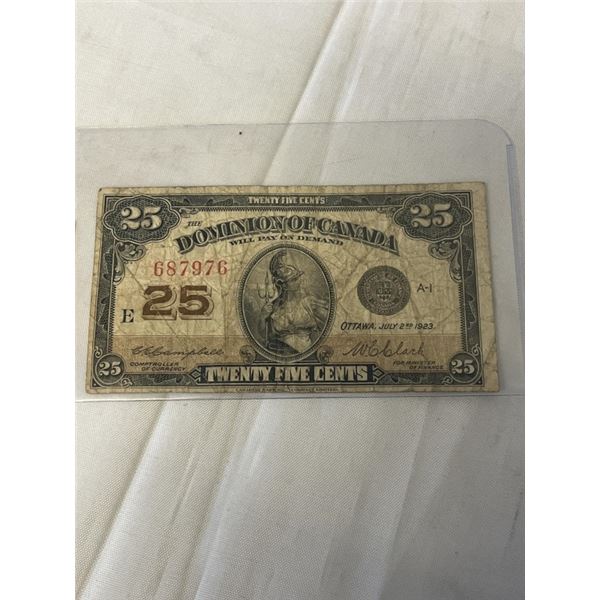 TWENTY FIVE CENTS
25 25
THE DOMINION OF CANADA
WILL PAY ON DEMAND
687976
A-1
25
E
OTTAWA, JULY 2ND 1923.
C.E. Campbell W.C. Clark
COMPTROLLER OF CURRENCY
FOR MINISTER OF FINANCE
25 TWENTY FIVE CENTS 25